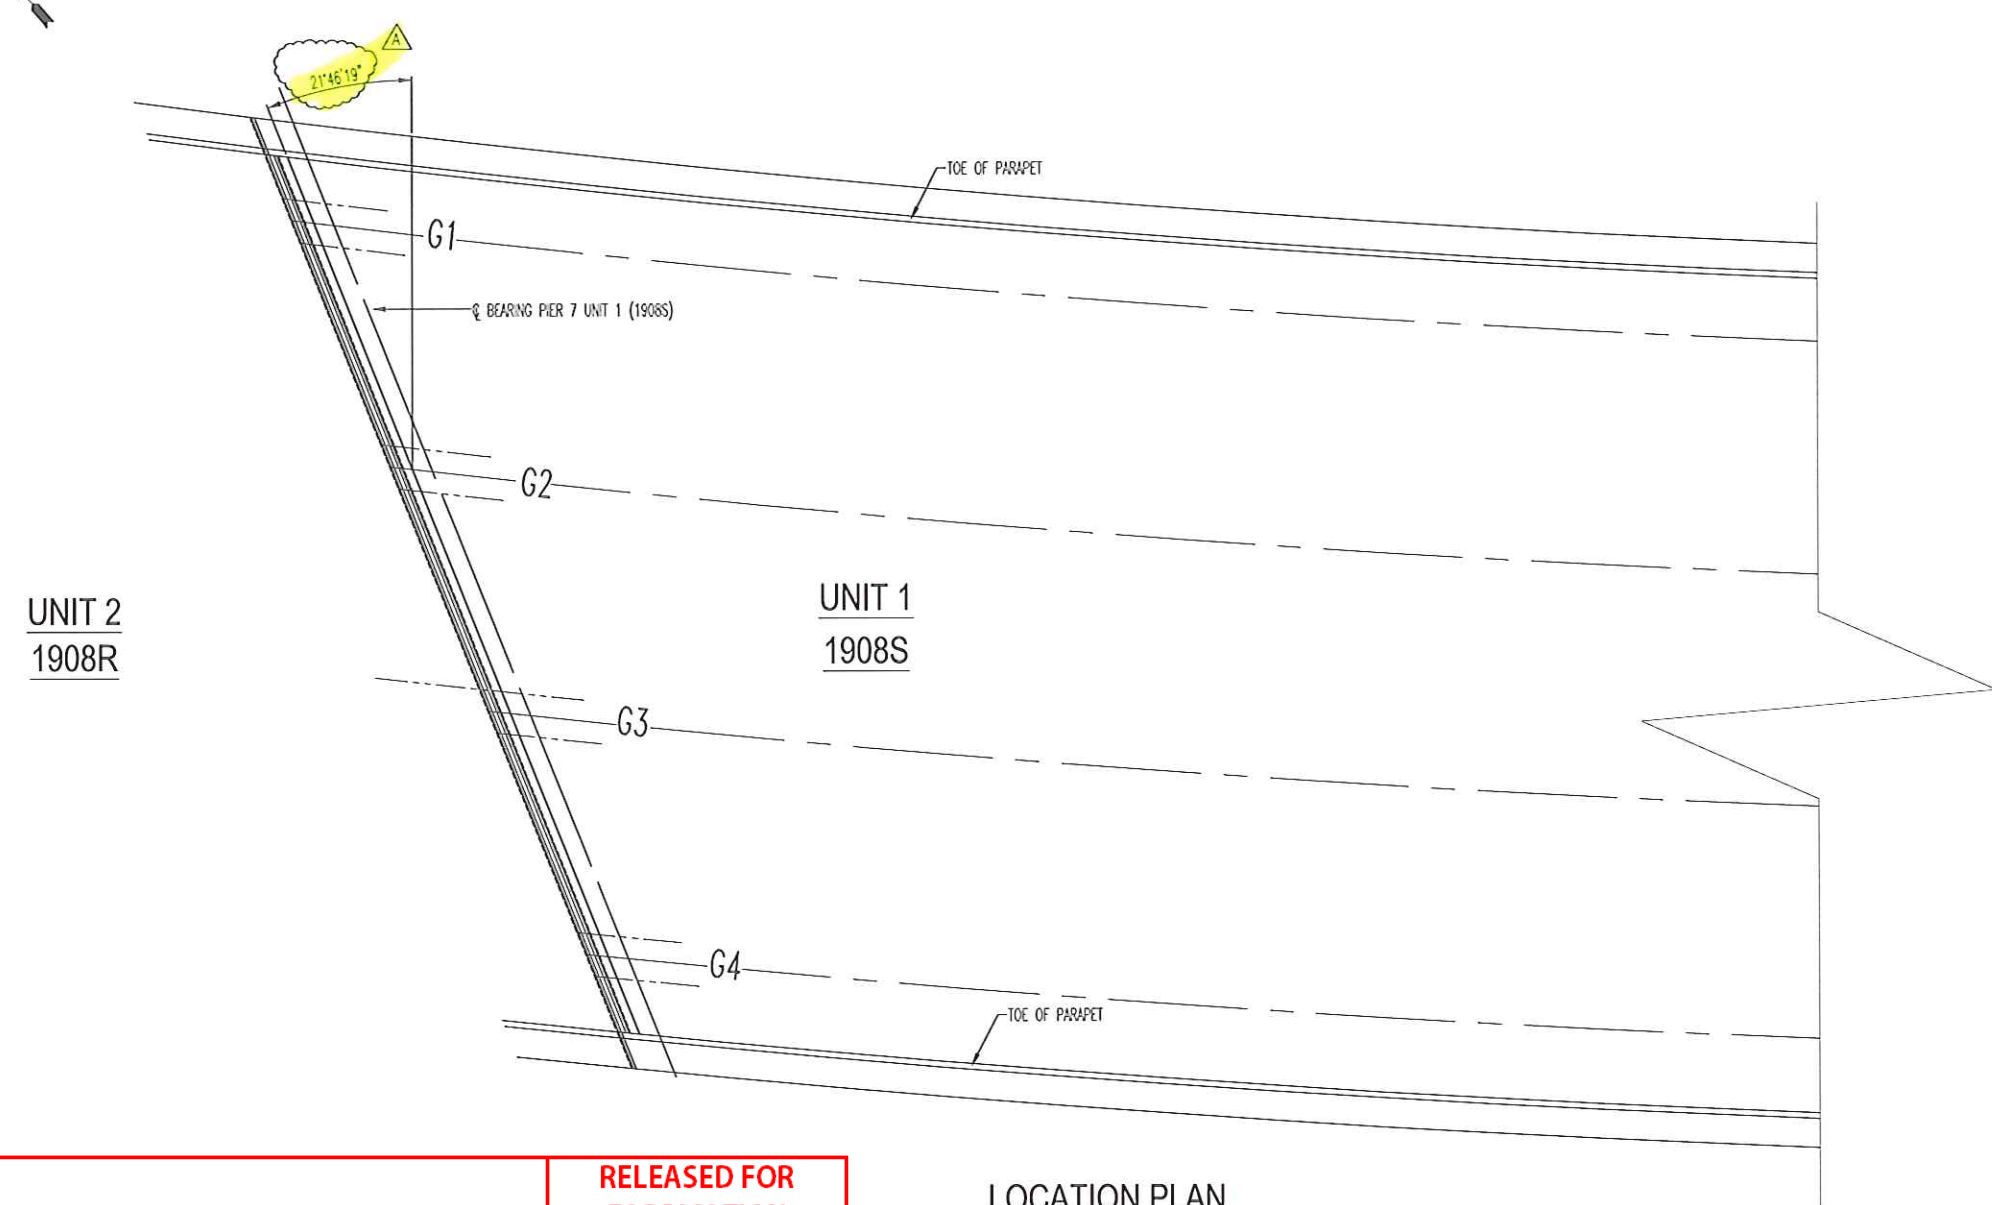 A
21°46'19"
TOE OF PARAPET
G1
℄ BEARING PIER 7 UNIT 1 (1908S)
G2
UNIT 2
1908R
UNIT 1
1908S
G3
G4
TOE OF PARAPET
RELEASED FOR
LOCATION PLAN